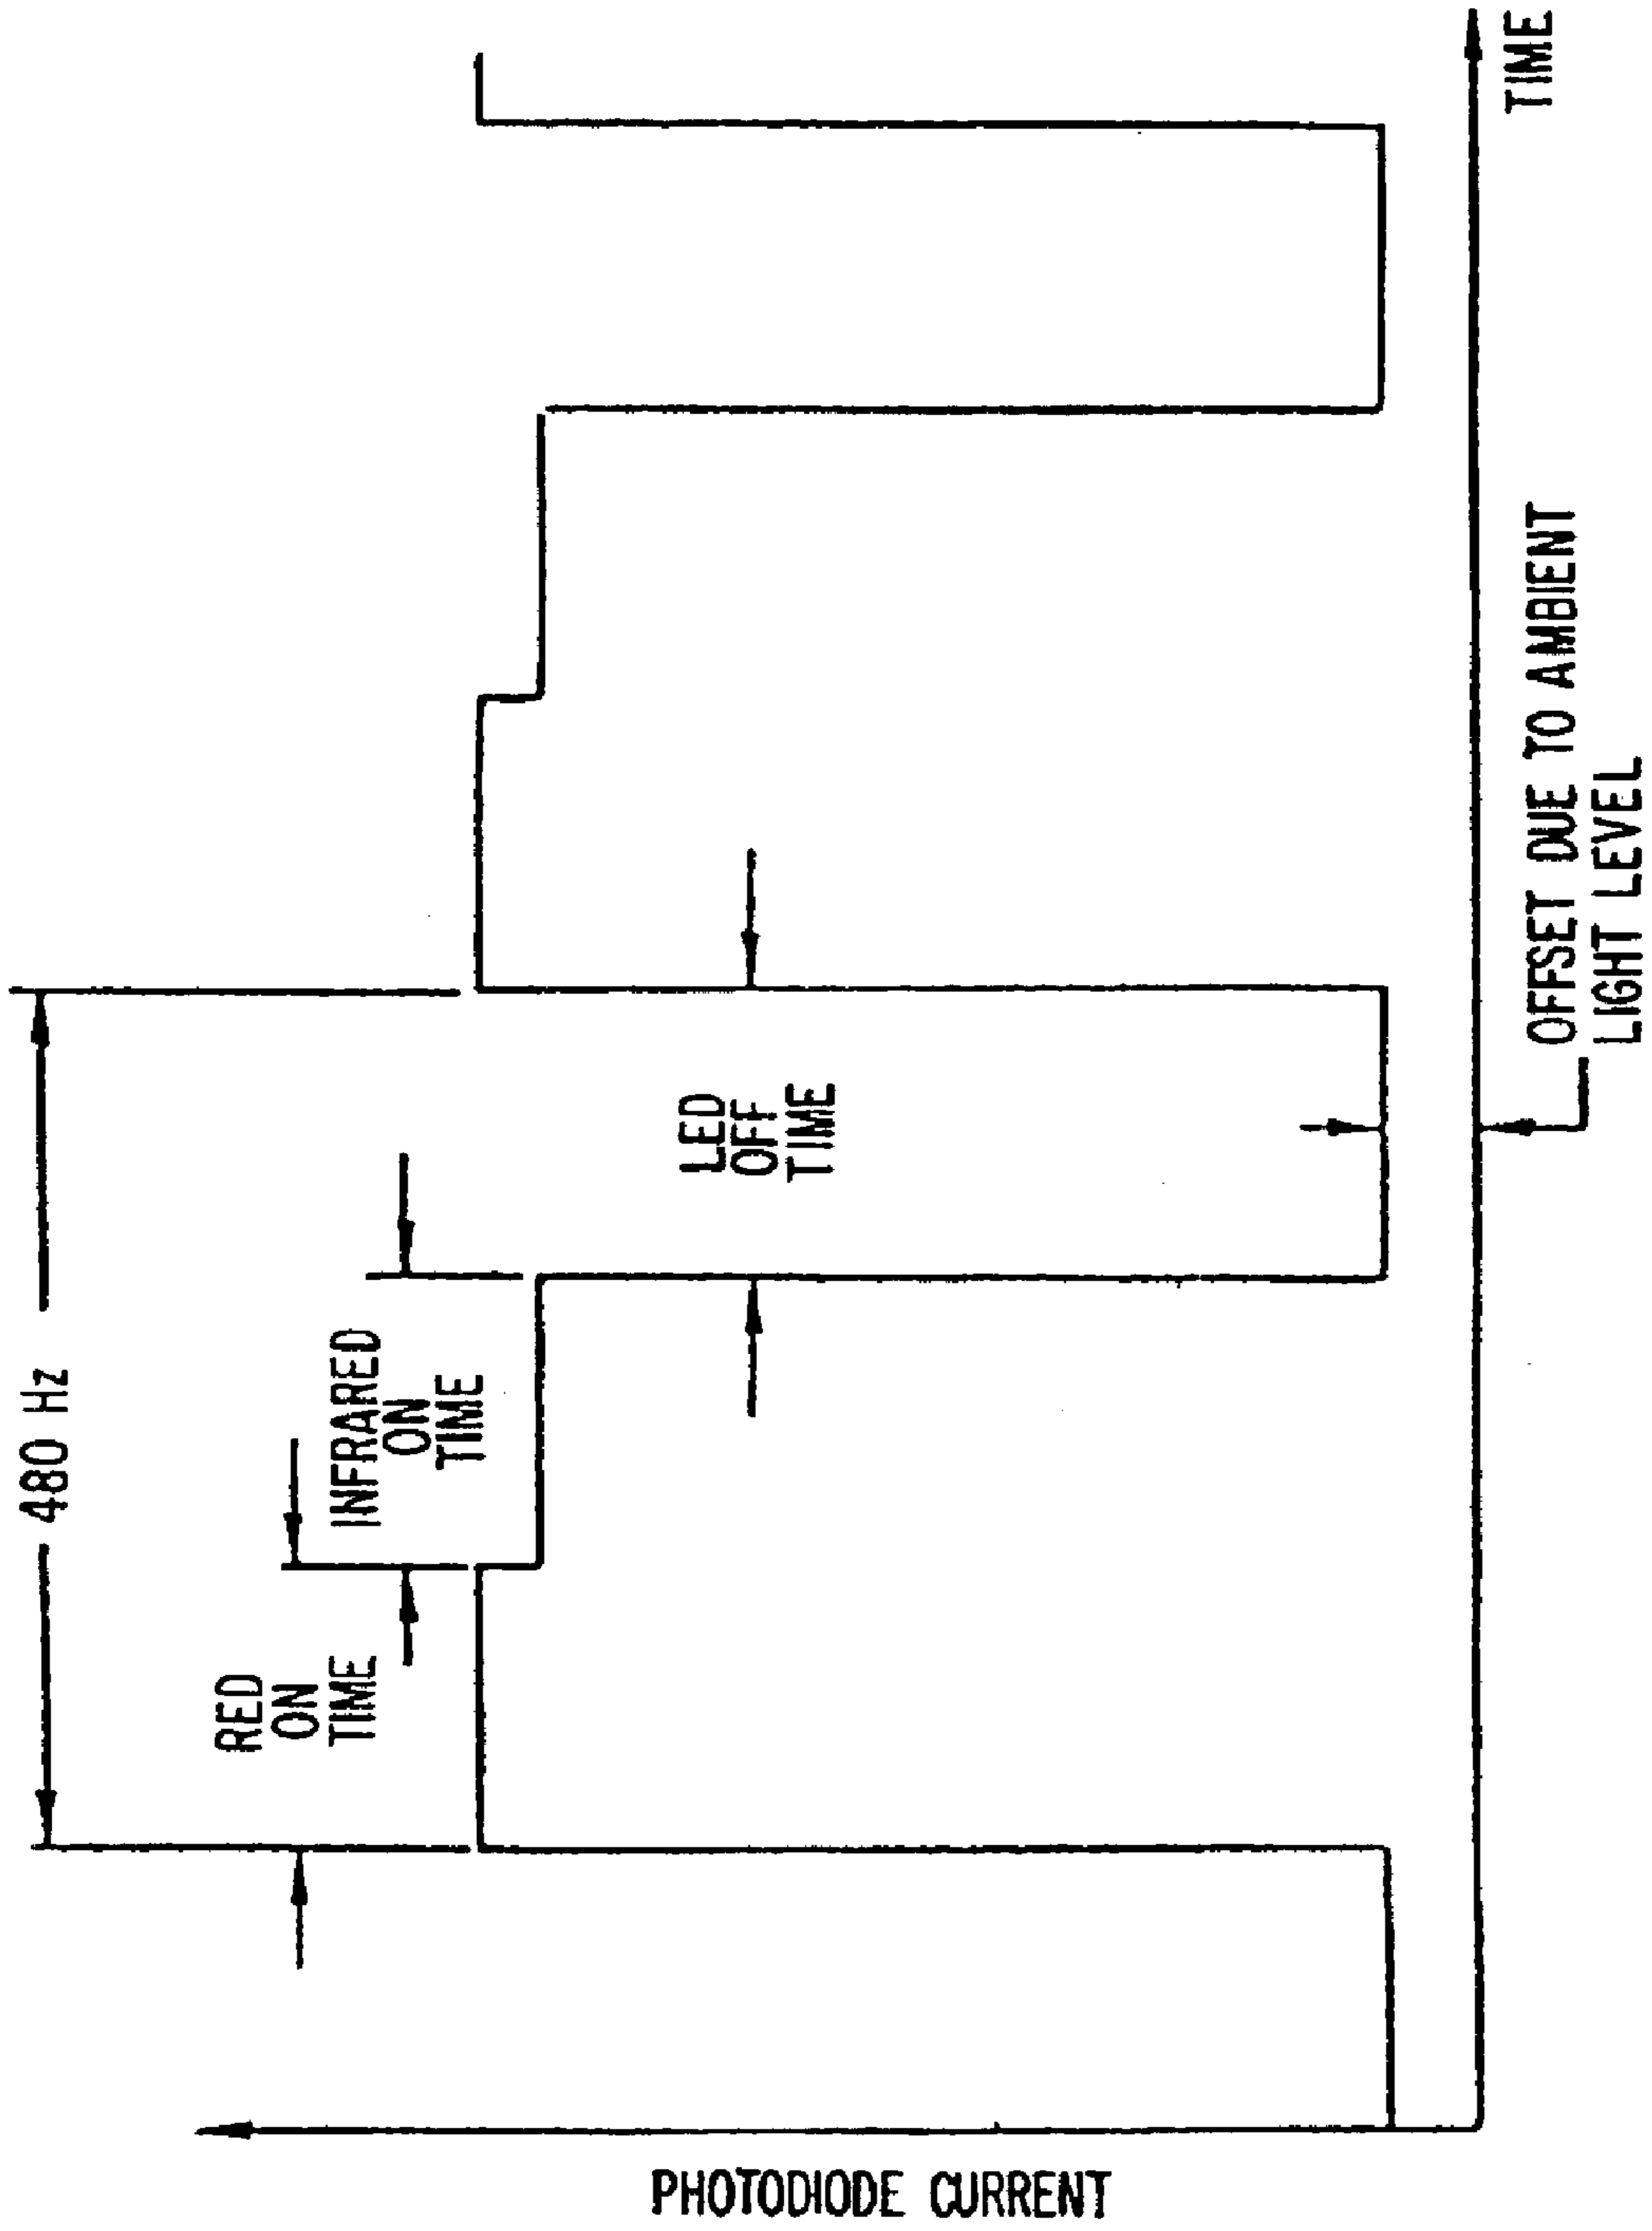 480 Hz
RED
ON
TIME
INFRARED
ON
TIME
LED
OFF
TIME
PHOTODIODE CURRENT
TIME
OFFSET DUE TO AMBIENT
LIGHT LEVEL